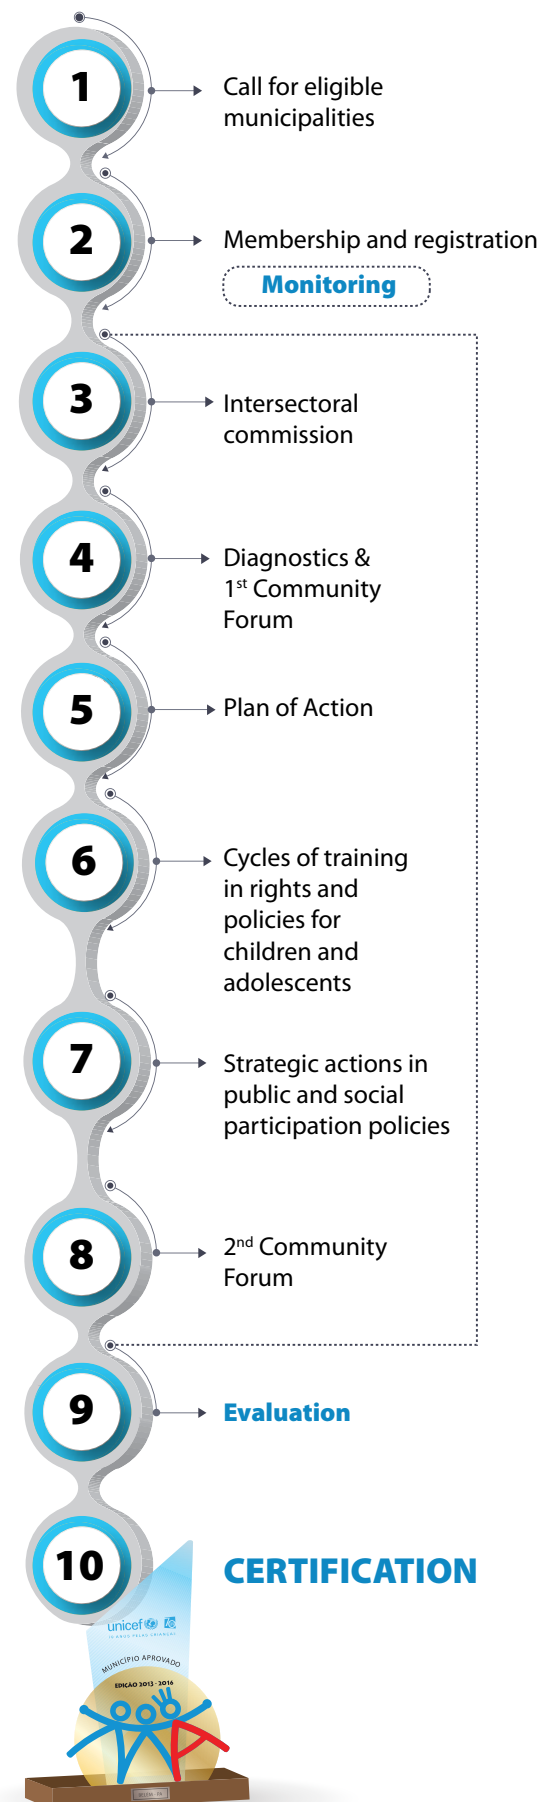 1
Call for eligible
municipalities
2
Membership and registration
Monitoring
3
Intersectoral
commission
4
Diagnostics &
1st Community
Forum
5
Plan of Action
6
Cycles of training
in rights and
policies for
children and
adolescents
7
Strategic actions in
public and social
participation policies
8
2nd Community
Forum
9
Evaluation
10
CERTIFICATION
unicef
MUNICÍPIO APROVADO
EDIÇÃO 2013 - 2016